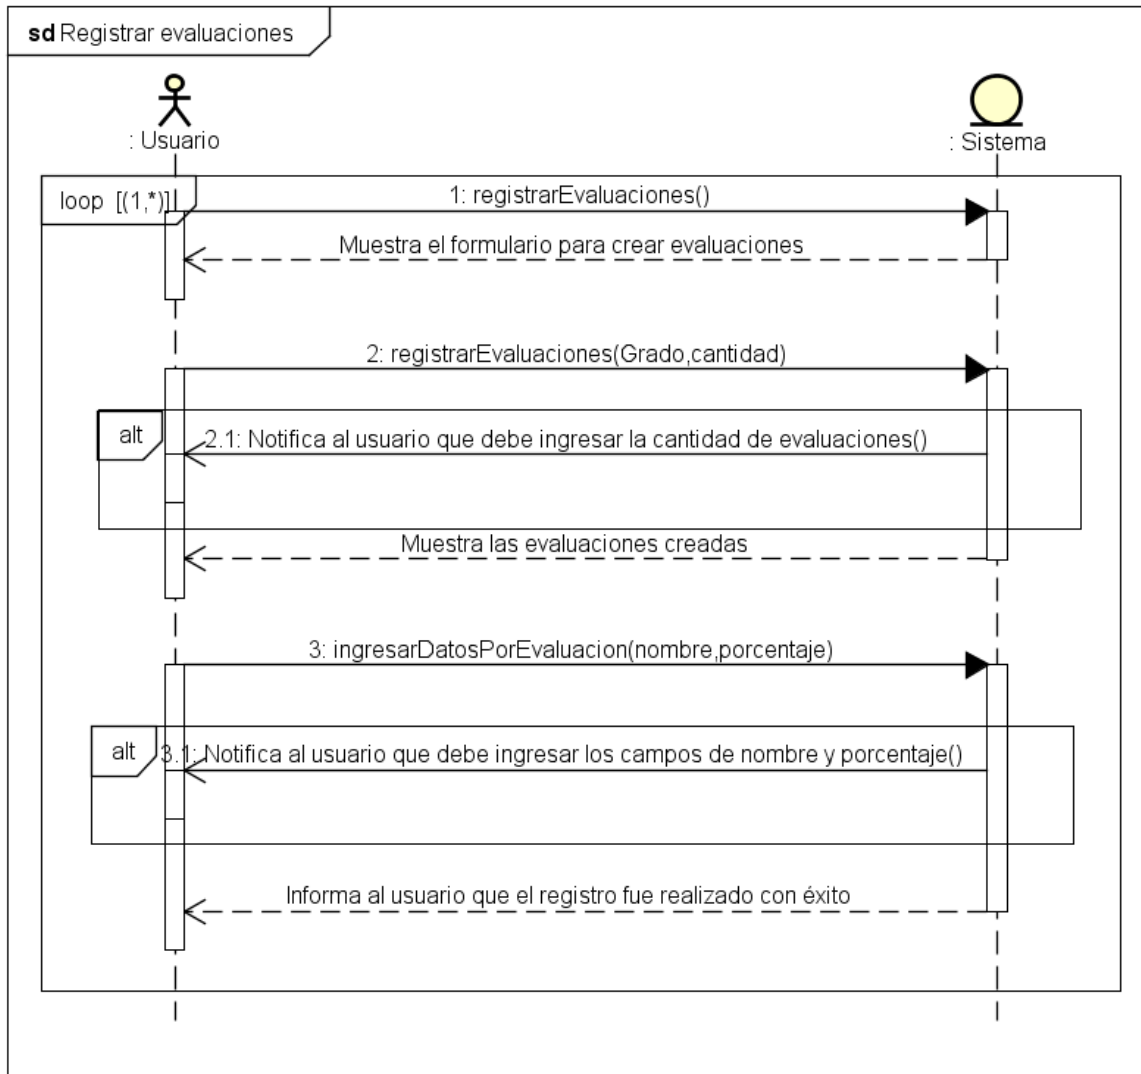 sd Registrar evaluaciones
: Usuario
: Sistema
loop [(1,*)]
1: registrarEvaluaciones()
Muestra el formulario para crear evaluaciones
2: registrarEvaluaciones(Grado,cantidad)
alt
2.1: Notifica al usuario que debe ingresar la cantidad de evaluaciones()
Muestra las evaluaciones creadas
3: ingresarDatosPorEvaluacion(nombre,porcentaje)
alt
3.1: Notifica al usuario que debe ingresar los campos de nombre y porcentaje()
Informa al usuario que el registro fue realizado con éxito